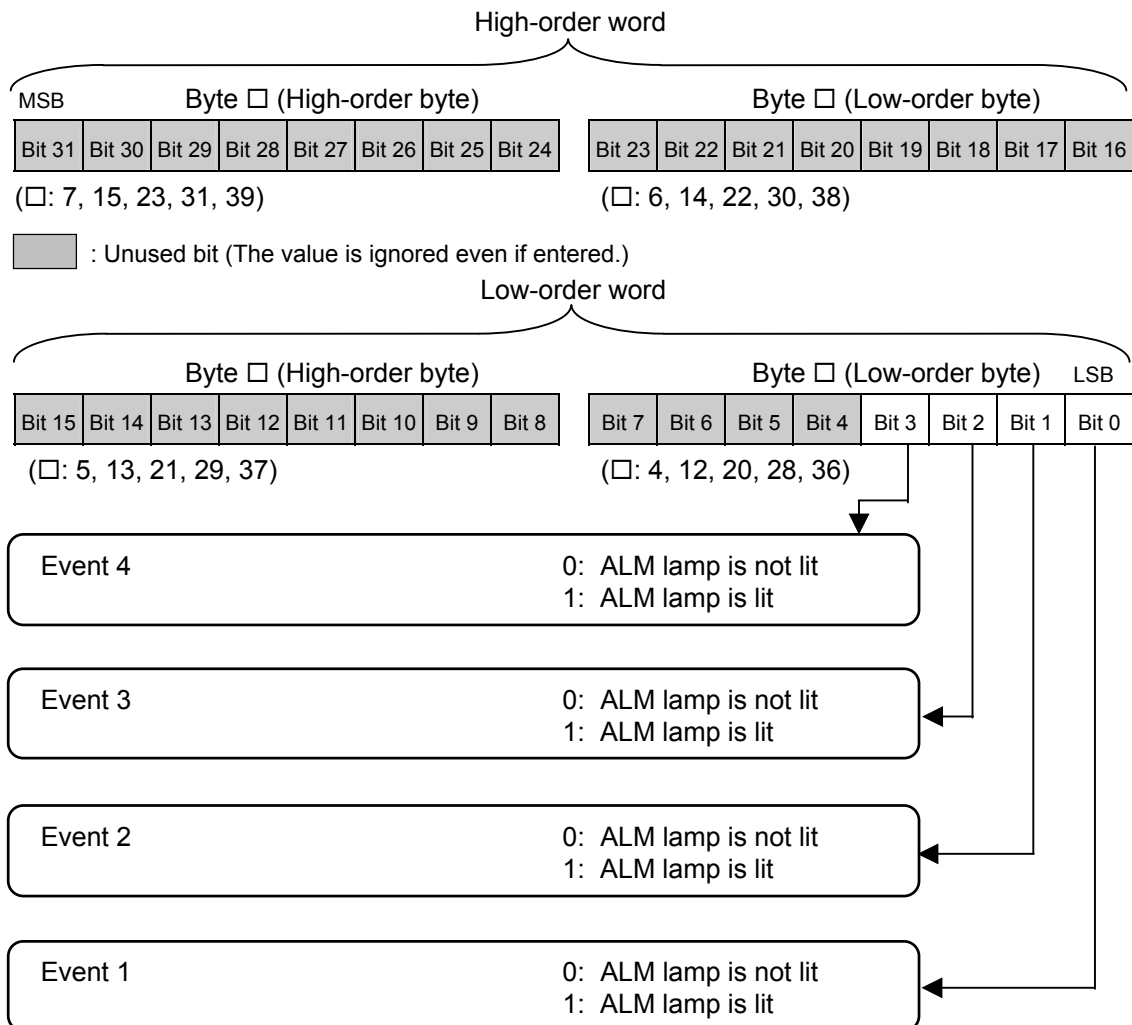 High-order word
MSB Byte □ (High-order byte) Byte □ (Low-order byte)
Bit 31 Bit 30 Bit 29 Bit 28 Bit 27 Bit 26 Bit 25 Bit 24 Bit 23 Bit 22 Bit 21 Bit 20 Bit 19 Bit 18 Bit 17 Bit 16
(□: 7, 15, 23, 31, 39) (□: 6, 14, 22, 30, 38)
: Unused bit (The value is ignored even if entered.)
Low-order word
Byte □ (High-order byte) Byte □ (Low-order byte) LSB
Bit 15 Bit 14 Bit 13 Bit 12 Bit 11 Bit 10 Bit 9 Bit 8 Bit 7 Bit 6 Bit 5 Bit 4 Bit 3 Bit 2 Bit 1 Bit 0
(□: 5, 13, 21, 29, 37) (□: 4, 12, 20, 28, 36)
Event 4 0: ALM lamp is not lit
1: ALM lamp is lit
Event 3 0: ALM lamp is not lit
1: ALM lamp is lit
Event 2 0: ALM lamp is not lit
1: ALM lamp is lit
Event 1 0: ALM lamp is not lit
1: ALM lamp is lit